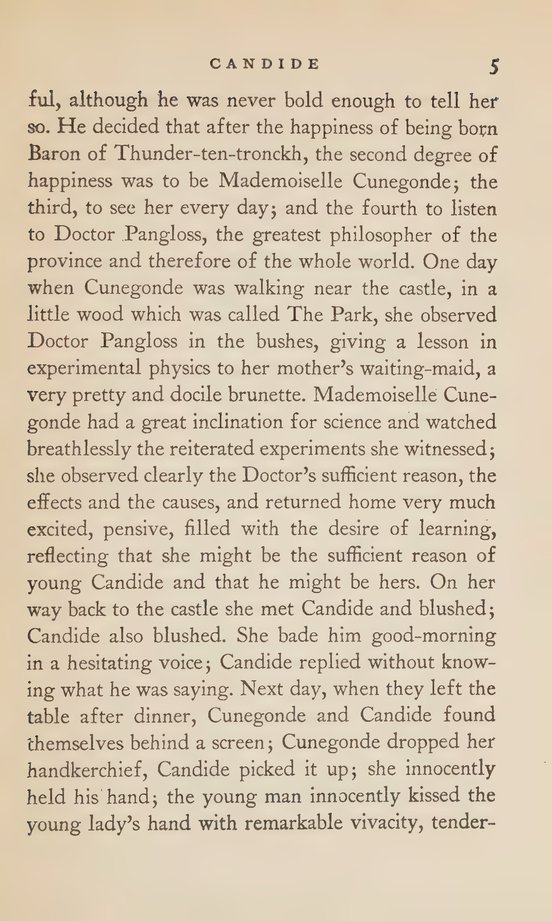 CANDIDE 5
ful, although he was never bold enough to tell her
so. He decided that after the happiness of being born
Baron of Thunder-ten-tronckh, the second degree of
happiness was to be Mademoiselle Cunegonde; the
third, to see her every day; and the fourth to listen
to Doctor Pangloss, the greatest philosopher of the
province and therefore of the whole world. One day
when Cunegonde was walking near the castle, in a
little wood which was called The Park, she observed
Doctor Pangloss in the bushes, giving a lesson in
experimental physics to her mother's waiting-maid, a
very pretty and docile brunette. Mademoiselle Cune-
gonde had a great inclination for science and watched
breathlessly the reiterated experiments she witnessed;
she observed clearly the Doctor's sufficient reason, the
effects and the causes, and returned home very much
excited, pensive, filled with the desire of learning,
reflecting that she might be the sufficient reason of
young Candide and that he might be hers. On her
way back to the castle she met Candide and blushed;
Candide also blushed. She bade him good-morning
in a hesitating voice; Candide replied without know-
ing what he was saying. Next day, when they left the
table after dinner, Cunegonde and Candide found
themselves behind a screen; Cunegonde dropped her
handkerchief, Candide picked it up; she innocently
held his hand; the young man innocently kissed the
young lady's hand with remarkable vivacity, tender-